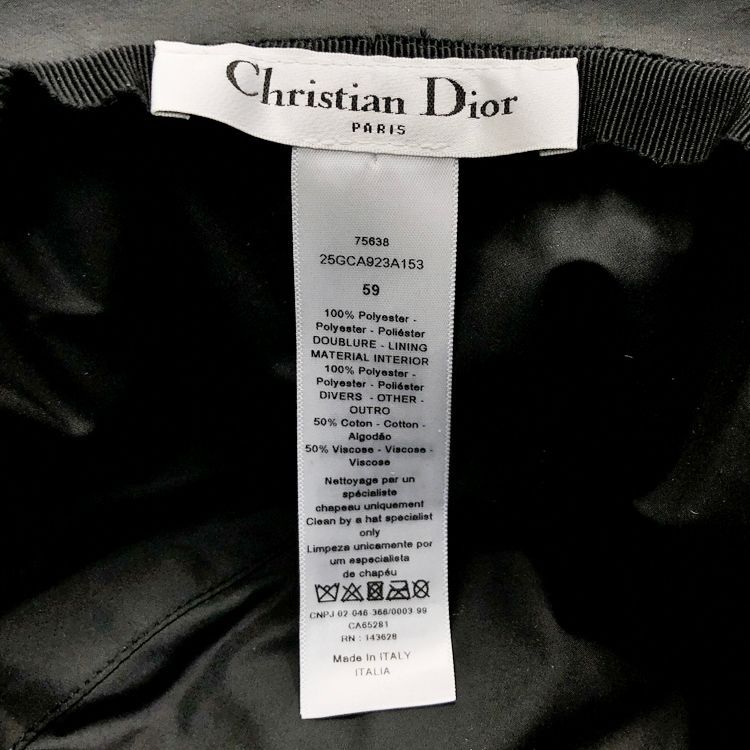 Christian Dior
PARIS
75638
25GCA923A153
59
100% Polyester -
Polyester - Poliéster
DOUBLURE - LINING
MATERIAL INTERIOR
100% Polyester -
Polyester - Poliéster
DIVERS - OTHER -
OUTRO
50% Coton - Cotton -
Algodão
50% Viscose - Viscose -
Viscose
Nettoyage par un
spécialiste
chapeau uniquement
Clean by a hat specialist
only
Limpeza unicamente por
um especialista
de chapéu
CNPJ 02 046 366/0003 99
CA65281
RN : 143628
Made In ITALY
ITALIA